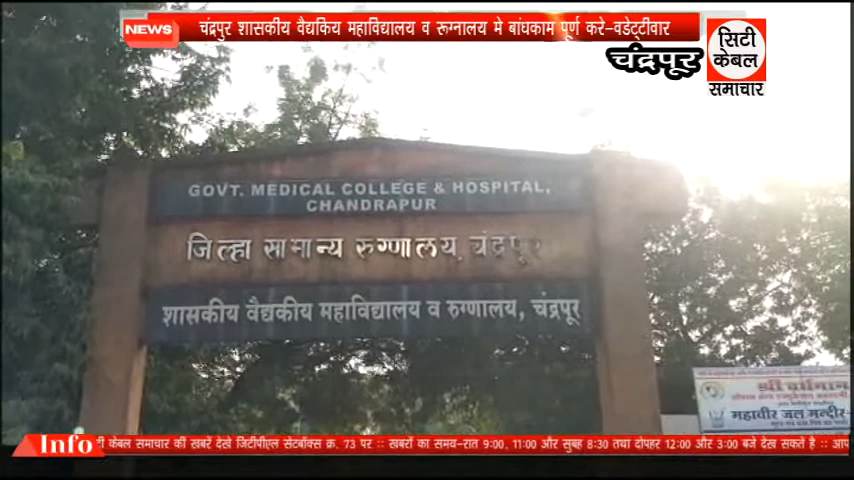 NEWS
चंद्रपुर शासकीय वैद्यकिय महाविद्यालय व रूग्नालय मे बांधकाम पूर्ण करे-वडेट्टीवार
चंद्रपूर
सिटी
केबल
समाचार
GOVT. MEDICAL COLLEGE & HOSPITAL,
CHANDRAPUR
जिल्हा सामान्य रुग्णालय, चंद्रपूर
शासकीय वैद्यकीय महाविद्यालय व रुग्णालय, चंद्रपूर
महावीर जल मन्दीर
Info
टी केबल समाचार की खबरें देखे जिटीपीएल सेटबॉक्स क्र. 73 पर :: खबरों का समय-रात 9:00, 11:00 और सुबह 8:30 तथा दोपहर 12:00 और 3:00 बजे देख सकते है :: आप